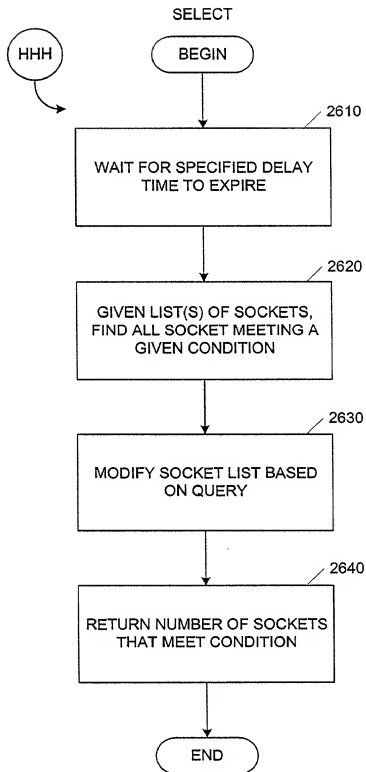 SELECT
HHH
BEGIN
2610
WAIT FOR SPECIFIED DELAY
TIME TO EXPIRE
2620
GIVEN LIST(S) OF SOCKETS,
FIND ALL SOCKET MEETING A
GIVEN CONDITION
2630
MODIFY SOCKET LIST BASED
ON QUERY
2640
RETURN NUMBER OF SOCKETS
THAT MEET CONDITION
END